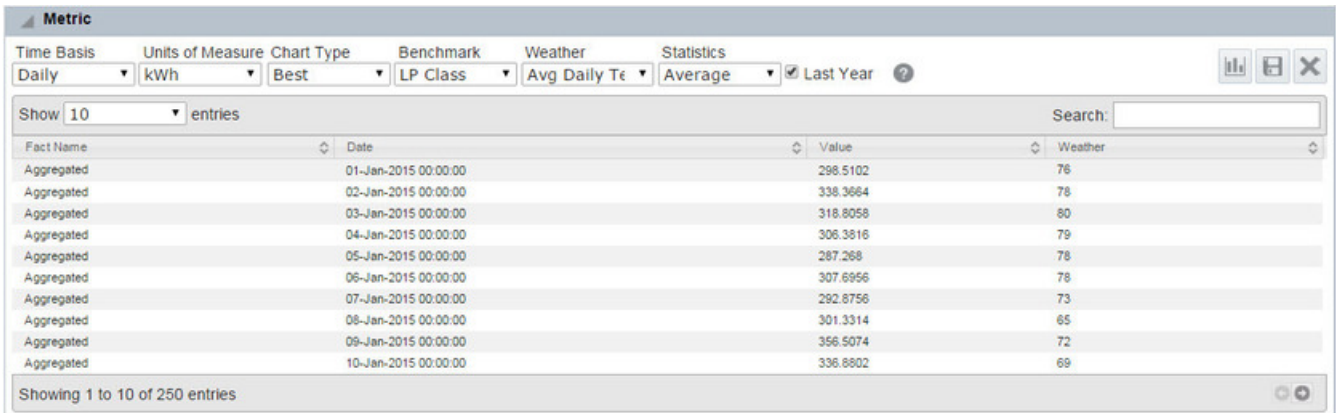 Metric
Time Basis Units of Measure Chart Type Benchmark Weather Statistics
Daily kWh Best LP Class Avg Daily Te Average Last Year ?
Show 10 entries Search:
Fact Name Date Value Weather
Aggregated 01-Jan-2015 00:00:00 298.5102 76
Aggregated 02-Jan-2015 00:00:00 338.3664 78
Aggregated 03-Jan-2015 00:00:00 318.8058 80
Aggregated 04-Jan-2015 00:00:00 306.3816 79
Aggregated 05-Jan-2015 00:00:00 287.268 78
Aggregated 06-Jan-2015 00:00:00 307.6956 78
Aggregated 07-Jan-2015 00:00:00 292.8756 73
Aggregated 08-Jan-2015 00:00:00 301.3314 65
Aggregated 09-Jan-2015 00:00:00 356.5074 72
Aggregated 10-Jan-2015 00:00:00 336.8802 69
Showing 1 to 10 of 250 entries